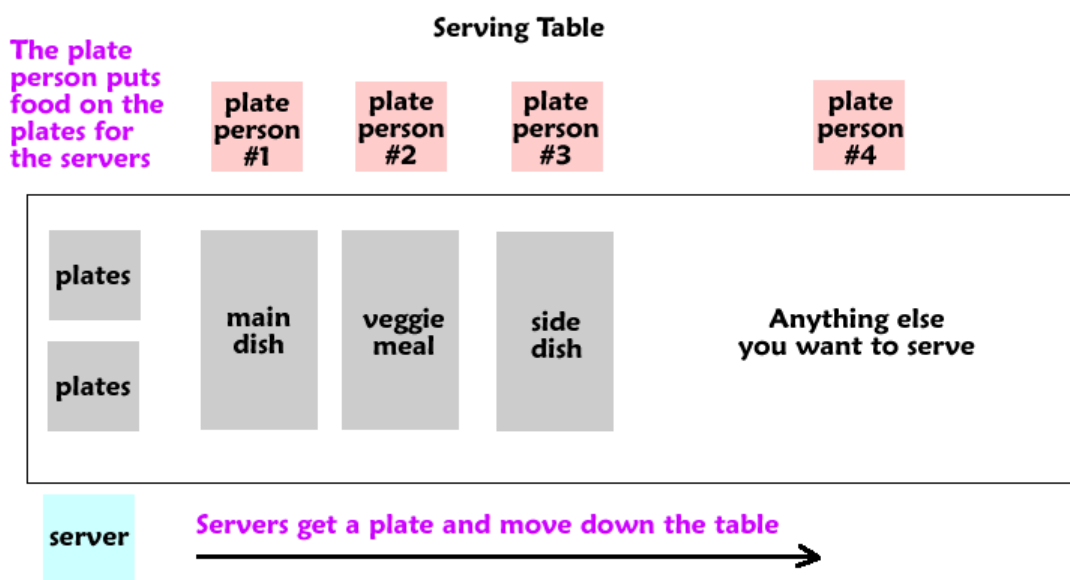 Serving Table
The plate
person puts
food on the
plates for
the servers
plate
person
#1
plate
person
#2
plate
person
#3
plate
person
#4
plates
plates
main
dish
veggie
meal
side
dish
Anything else
you want to serve
server
Servers get a plate and move down the table